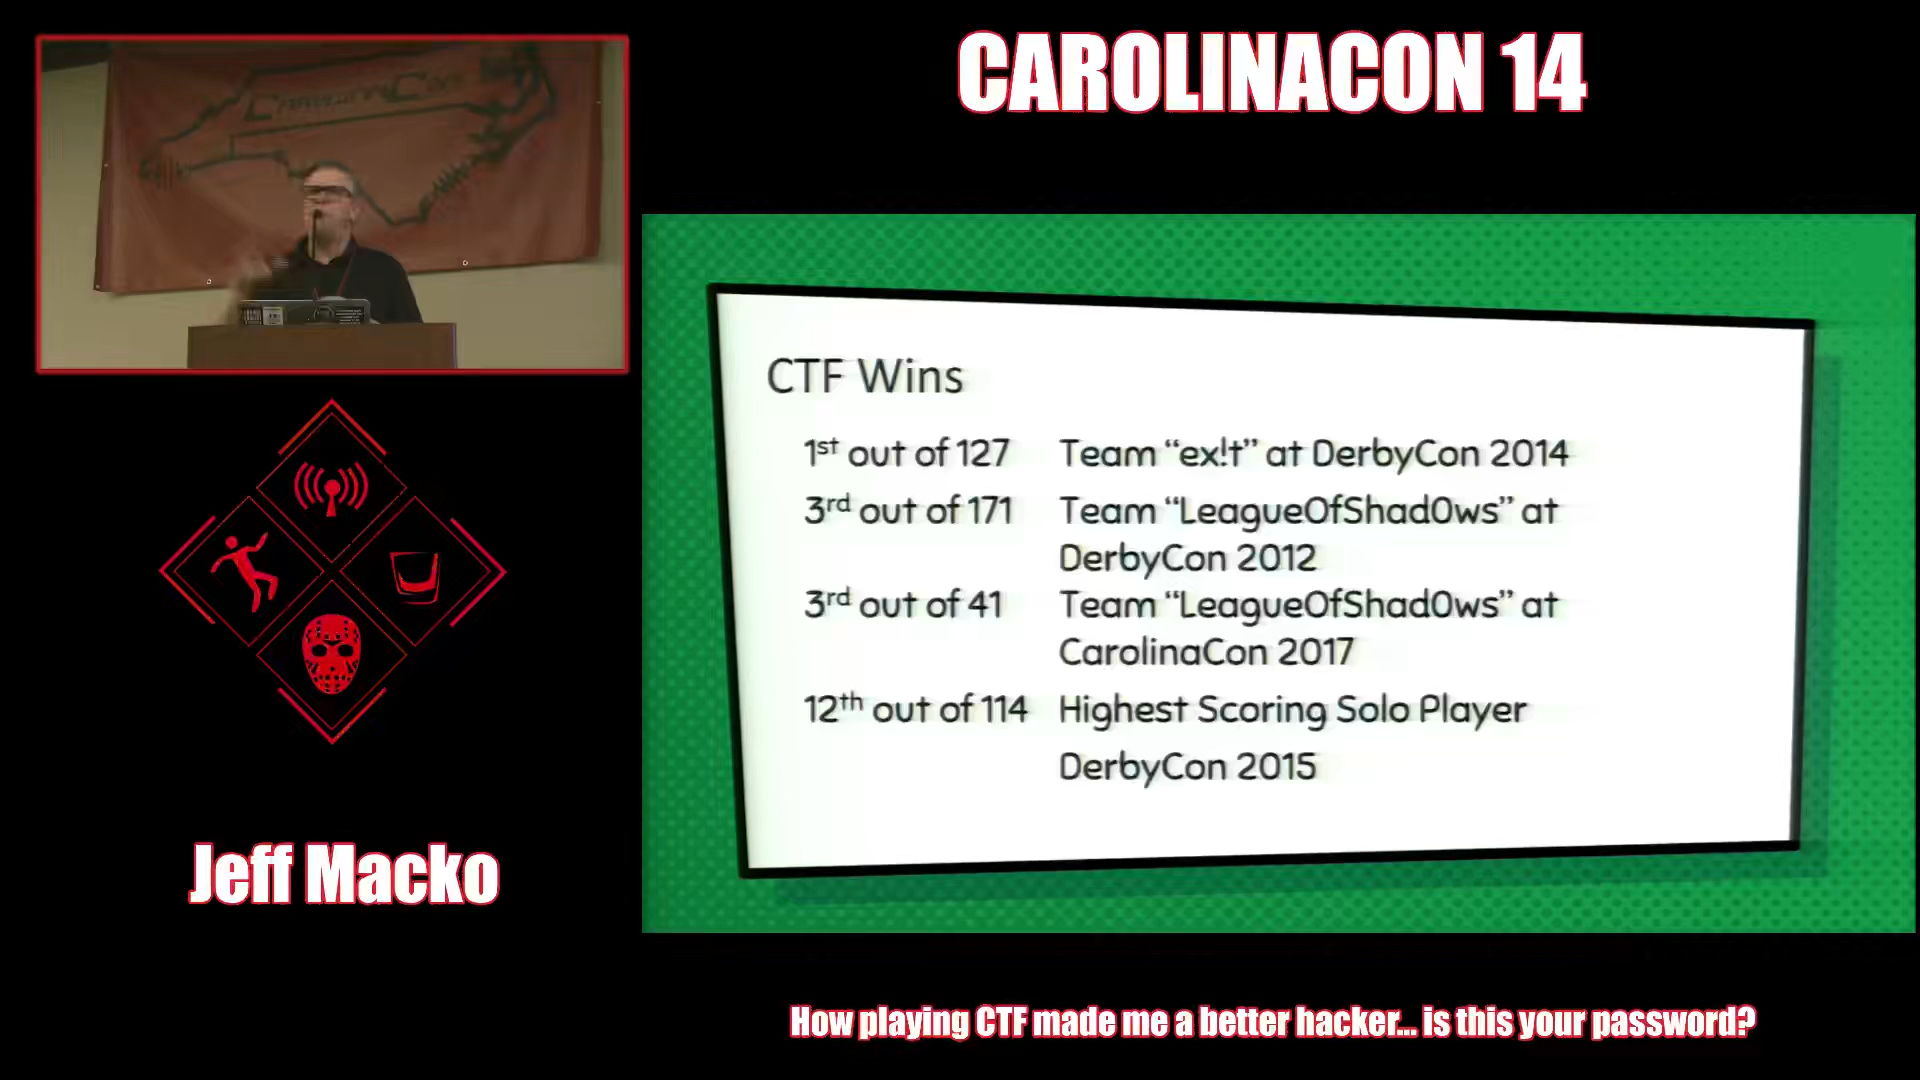 CAROLINACON 14
CarolinaCon
CTF Wins
1st out of 127 Team “ex!t” at DerbyCon 2014
3rd out of 171 Team “LeagueOfShad0ws” at
DerbyCon 2012
3rd out of 41 Team “LeagueOfShad0ws” at
CarolinaCon 2017
12th out of 114 Highest Scoring Solo Player
DerbyCon 2015
Jeff Macko
How playing CTF made me a better hacker... is this your password?